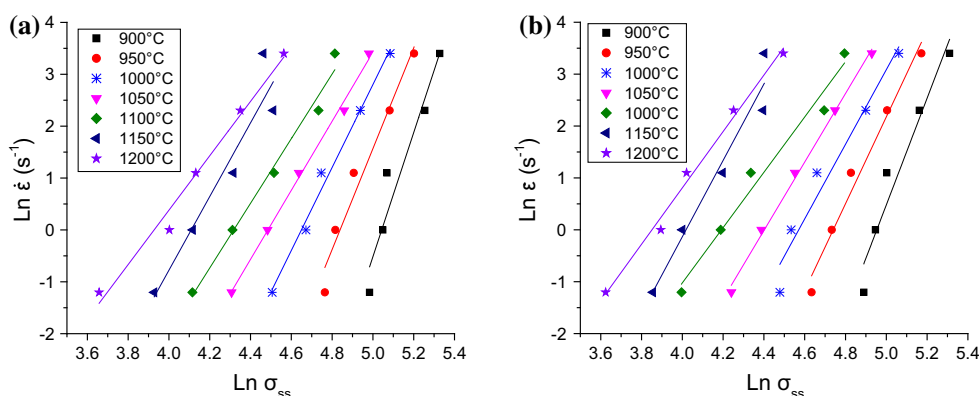 (a)
4
3
2
1
0
-1
-2
Ln ε̇ (s⁻¹)
900°C
950°C
1000°C
1050°C
1100°C
1150°C
1200°C
3.6 3.8 4.0 4.2 4.4 4.6 4.8 5.0 5.2 5.4
Ln σss
(b)
4
3
2
1
0
-1
-2
Ln ε (s⁻¹)
900°C
950°C
1000°C
1050°C
1000°C
1150°C
1200°C
3.6 3.8 4.0 4.2 4.4 4.6 4.8 5.0 5.2 5.4
Ln σss